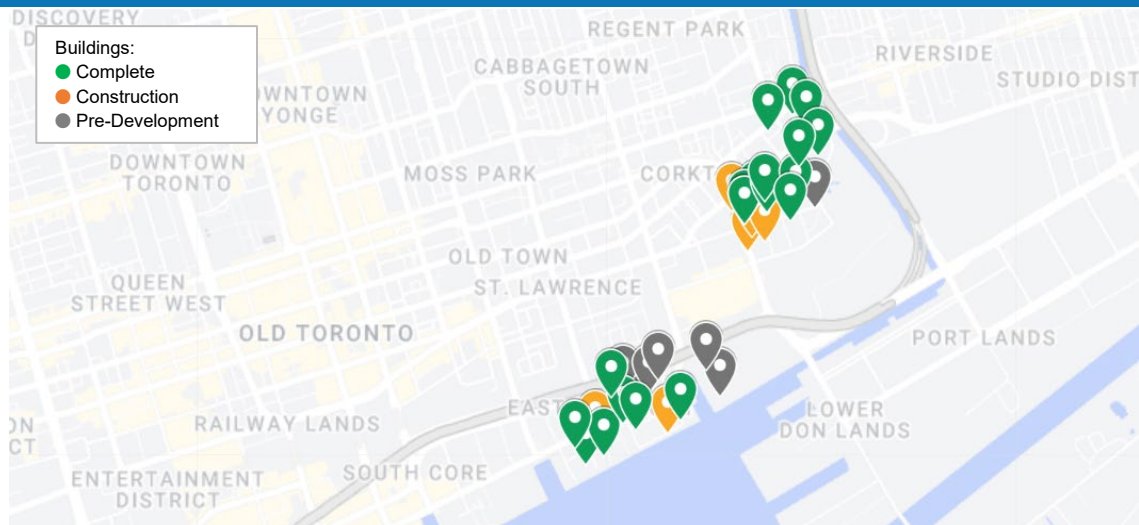 DISCOVERY
Buildings:
Complete
Construction
Pre-Development
REGENT PARK
RIVERSIDE
STUDIO DIST
CABBAGETOWN
SOUTH
OWNTOWN
YONGE
DOWNTOWN
TORONTO
MOSS PARK
CORKT
OLD TOWN
ST. LAWRENCE
QUEEN
STREET WEST
OLD TORONTO
PORT LANDS
EAST
LOWER
DON LANDS
RAILWAY LANDS
ON
CT
SOUTH CORE
ENTERTAINMENT
DISTRICT